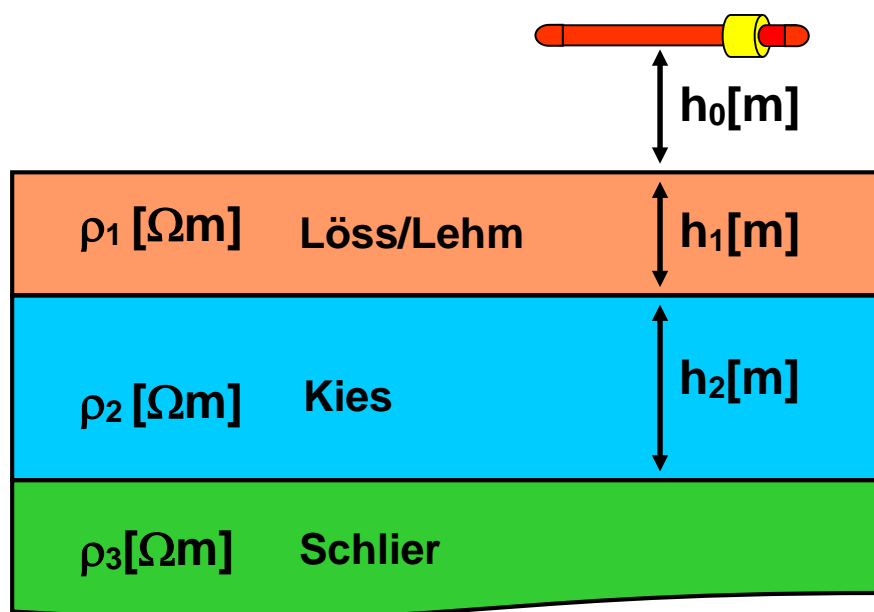 h₀[m]
ρ₁ [Ωm] Löss/Lehm h₁[m]
ρ₂ [Ωm] Kies h₂[m]
ρ₃[Ωm] Schlier